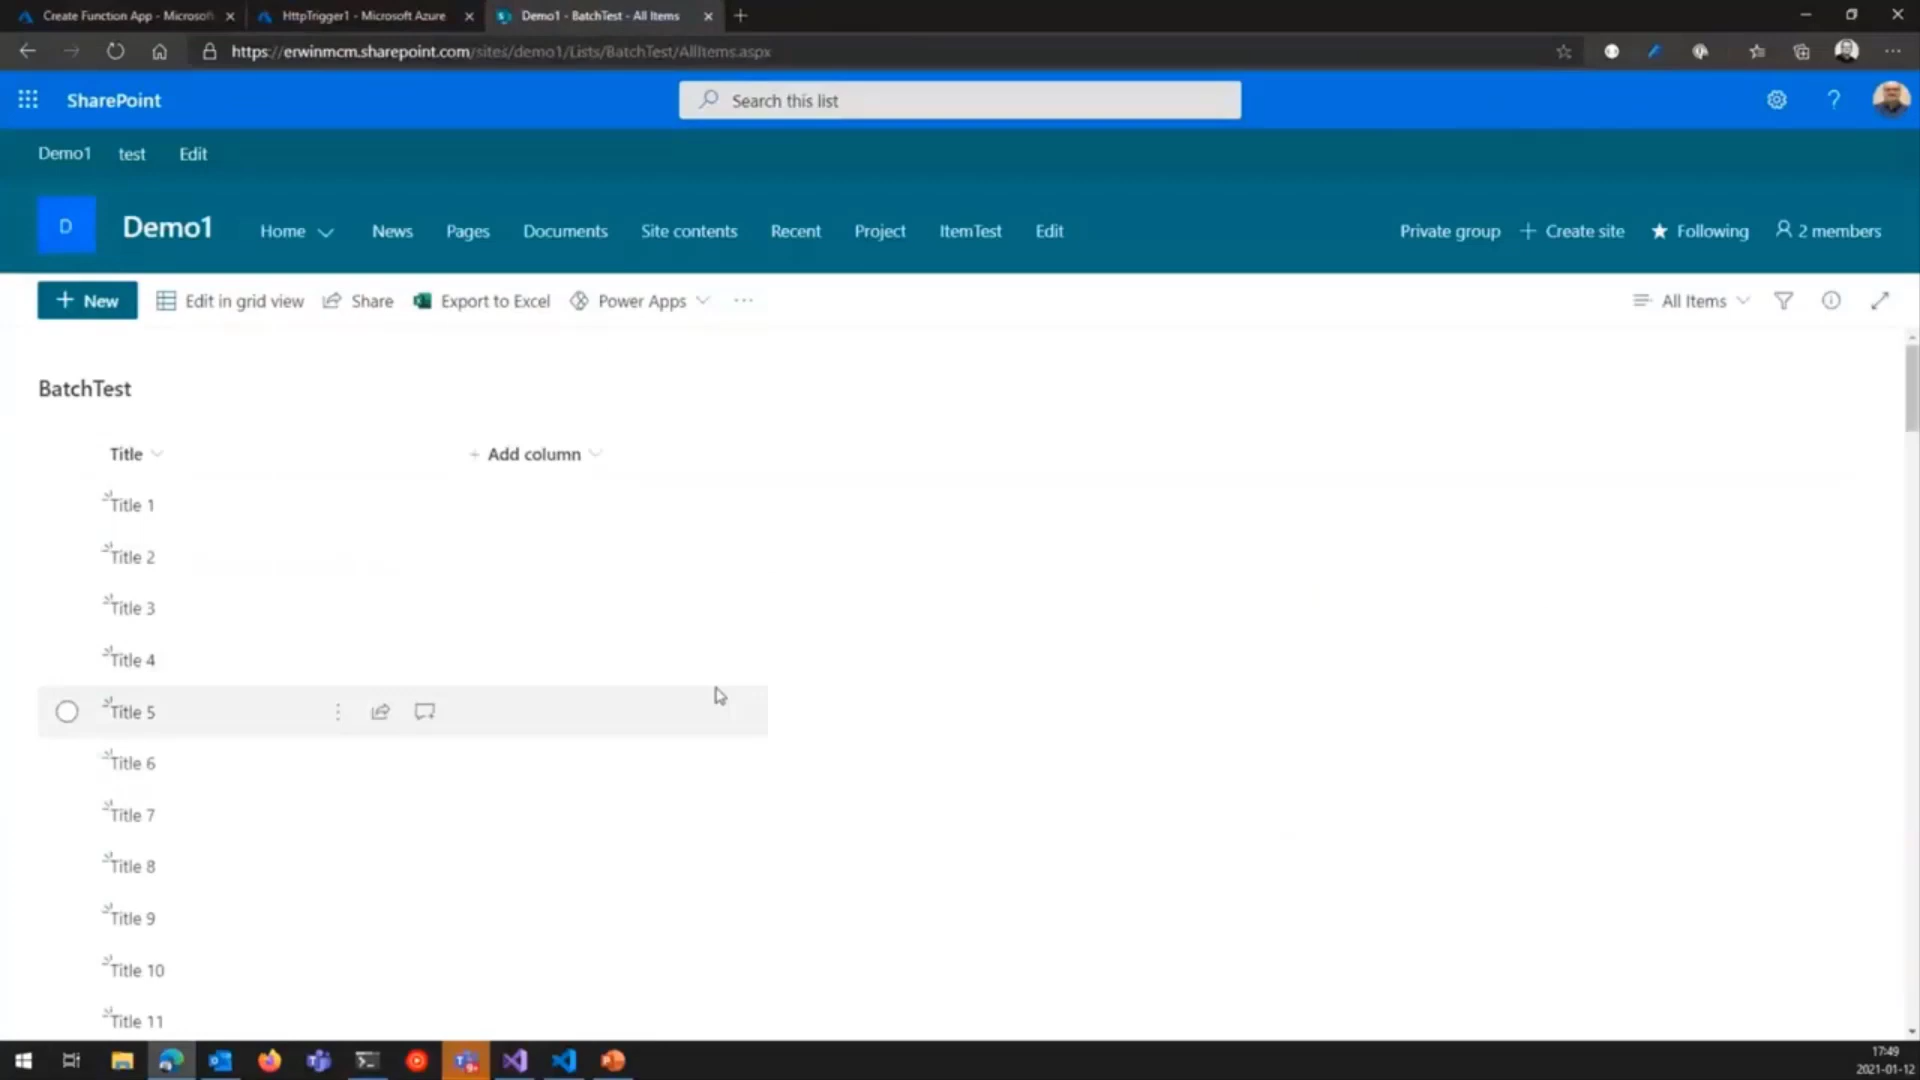 Create Function App - Microsoft
HttpTrigger1 - Microsoft Azure
Demo1 - BatchTest - All Items
https://erwinmcm.sharepoint.com/sites/demo1/Lists/BatchTest/AllItems.aspx
SharePoint
Search this list
Demo1 test Edit
D
Demo1
Home News Pages Documents Site contents Recent Project ItemTest Edit
Private group + Create site Following 2 members
+ New Edit in grid view Share Export to Excel Power Apps ...
All Items
BatchTest
Title + Add column
Title 1
Title 2
Title 3
Title 4
Title 5
Title 6
Title 7
Title 8
Title 9
Title 10
Title 11
17:49
2021-01-12